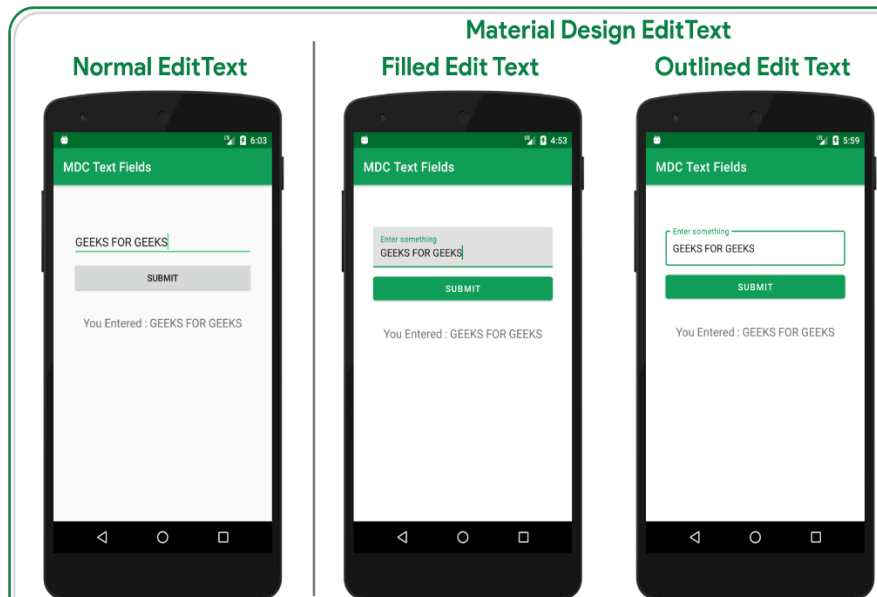 Material Design EditText
Normal EditText
Filled Edit Text
Outlined Edit Text
6:03
MDC Text Fields
GEEKS FOR GEEKS
SUBMIT
You Entered : GEEKS FOR GEEKS
4:53
MDC Text Fields
Enter something
GEEKS FOR GEEKS
SUBMIT
You Entered : GEEKS FOR GEEKS
5:59
MDC Text Fields
Enter something
GEEKS FOR GEEKS
SUBMIT
You Entered : GEEKS FOR GEEKS